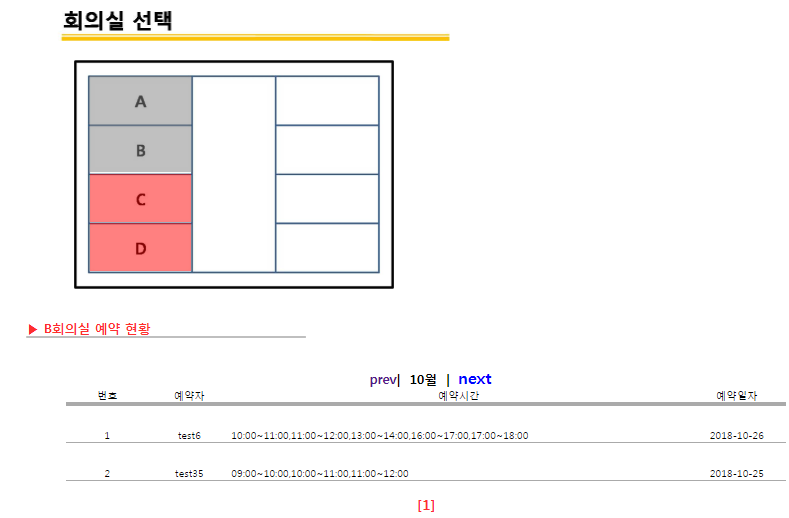 회의실 선택
A
B
C
D
▶ B회의실 예약 현황
prev| 10월 | next
번호 예약자 예약시간 예약일자
1 test6 10:00~11:00,11:00~12:00,13:00~14:00,16:00~17:00,17:00~18:00 2018-10-26
2 test35 09:00~10:00,10:00~11:00,11:00~12:00 2018-10-25
[1]